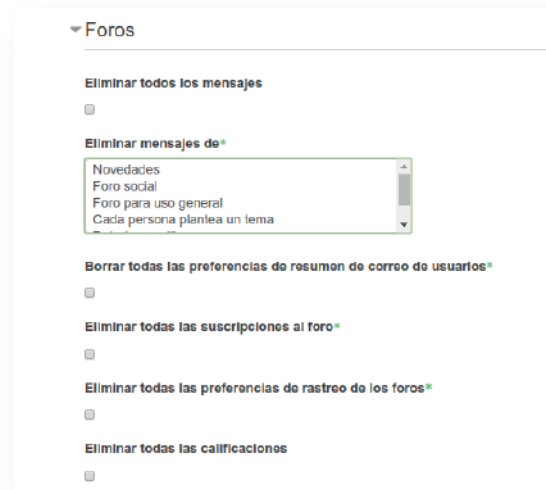 Foros
Eliminar todos los mensajes
Eliminar mensajes de*
Novedades
Foro social
Foro para uso general
Cada persona plantea un tema
Borrar todas las preferencias de resumen de correo de usuarios*
Eliminar todas las suscripciones al foro*
Eliminar todas las preferencias de rastreo de los foros*
Eliminar todas las calificaciones